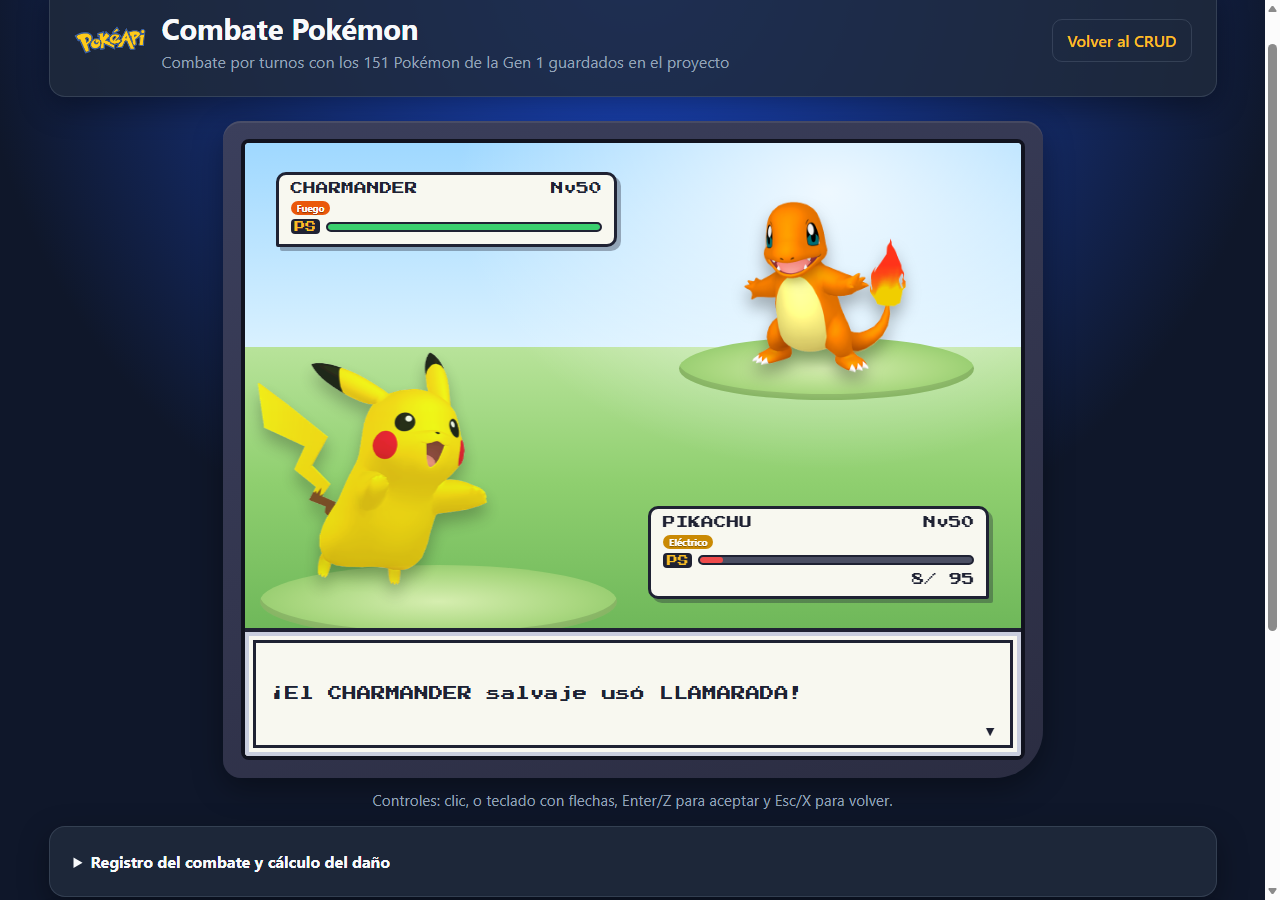 PokéAPI
Combate Pokémon
Combate por turnos con los 151 Pokémon de la Gen 1 guardados en el proyecto
Volver al CRUD
CHARMANDER Nv50
Fuego
PS
PIKACHU Nv50
Eléctrico
PS
8/ 95
¡El CHARMANDER salvaje usó LLAMARADA!
▼
Controles: clic, o teclado con flechas, Enter/Z para aceptar y Esc/X para volver.
▶ Registro del combate y cálculo del daño